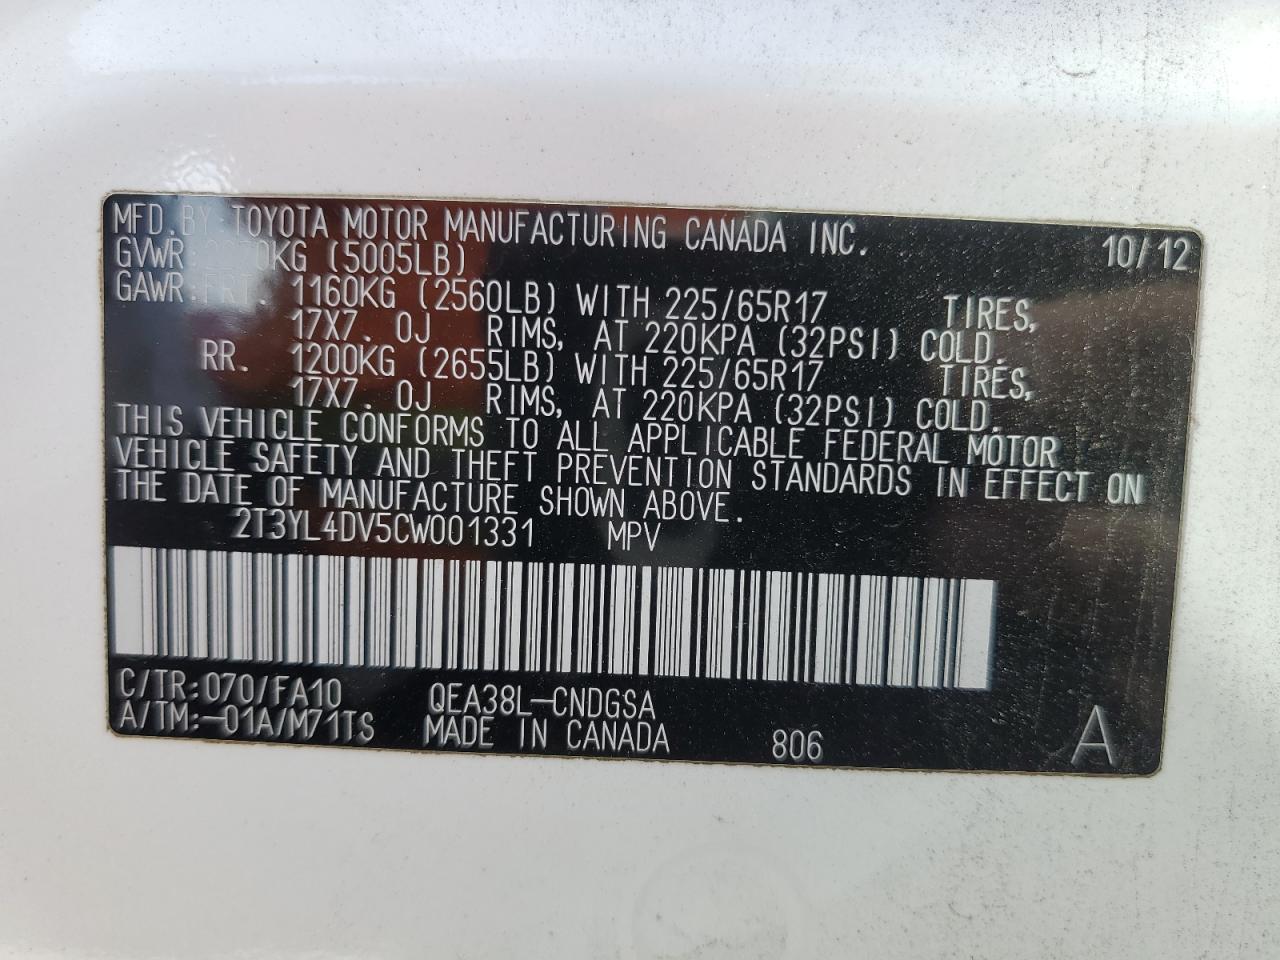 MFD.BY TOYOTA MOTOR MANUFACTURING CANADA INC. 10/12
GVWR: (5005LB)
GAWR:FRT. 1160KG (2560LB) WITH 225/65R17 TIRES,
17X7.0J RIMS, AT 220KPA (32PSI) COLD.
RR. 1200KG (2655LB) WITH 225/65R17 TIRES,
17X7.0J RIMS, AT 220KPA (32PSI) COLD.
THIS VEHICLE CONFORMS TO ALL APPLICABLE FEDERAL MOTOR
VEHICLE SAFETY AND THEFT PREVENTION STANDARDS IN EFFECT ON
THE DATE OF MANUFACTURE SHOWN ABOVE.
2T3YL4DV5CW001331 MPV
C/TR:070/FA10 QEA38L-CNDGSA
A/TM:-01A/M71TS MADE IN CANADA 806 A